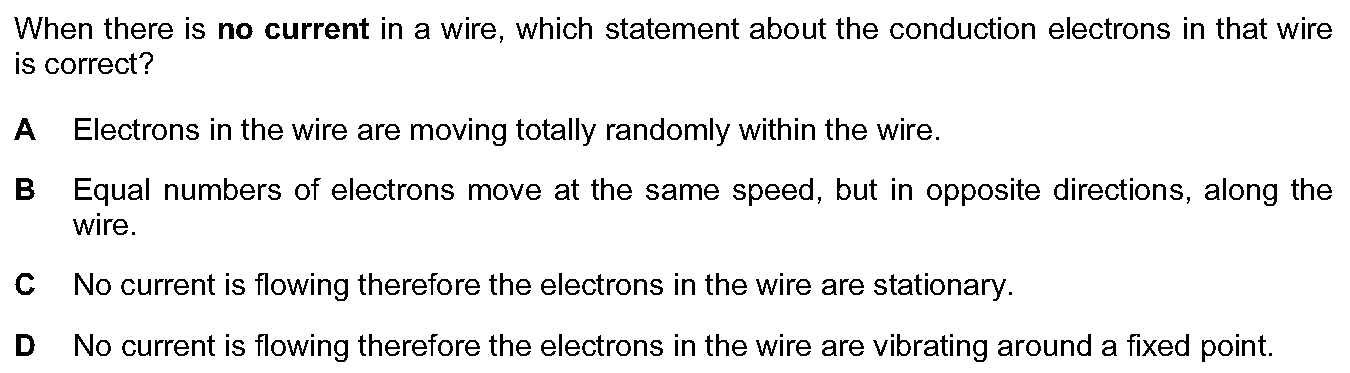 When there is no current in a wire, which statement about the conduction electrons in that wire
is correct?
A Electrons in the wire are moving totally randomly within the wire.
B Equal numbers of electrons move at the same speed, but in opposite directions, along the
wire.
C No current is flowing therefore the electrons in the wire are stationary.
D No current is flowing therefore the electrons in the wire are vibrating around a fixed point.